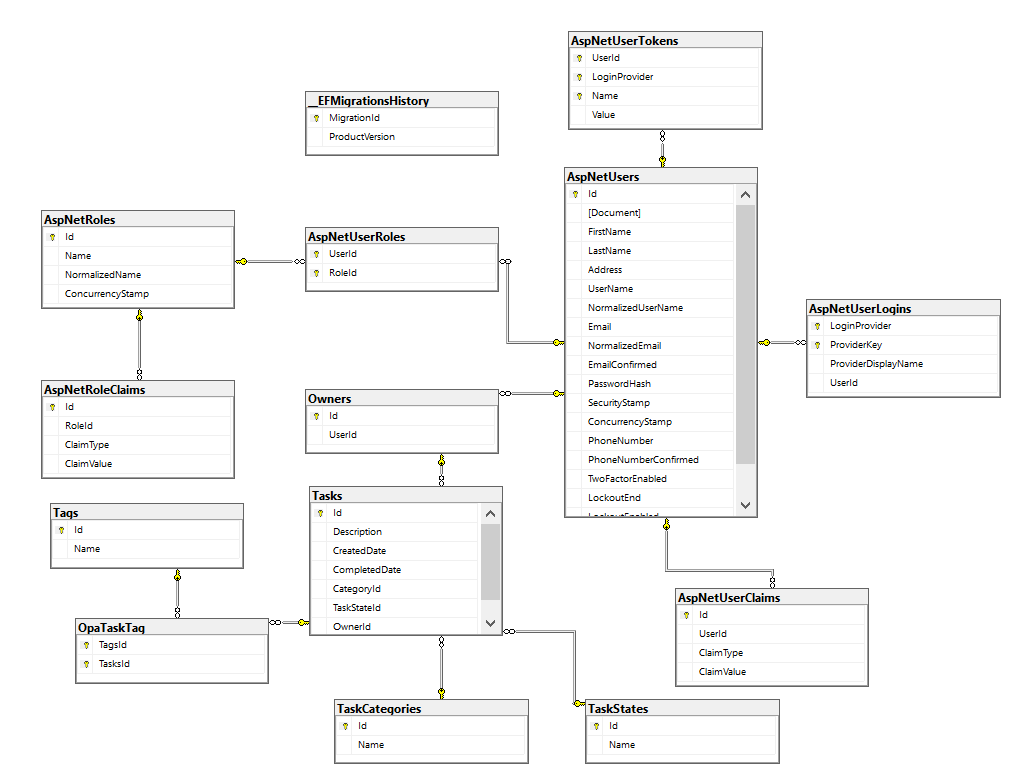 AspNetUserTokens
UserId
LoginProvider
Name
Value
__EFMigrationsHistory
MigrationId
ProductVersion
AspNetUsers
Id
[Document]
FirstName
LastName
Address
UserName
NormalizedUserName
Email
NormalizedEmail
EmailConfirmed
PasswordHash
SecurityStamp
ConcurrencyStamp
PhoneNumber
PhoneNumberConfirmed
TwoFactorEnabled
LockoutEnd
LockoutEnabled
AspNetRoles
Id
Name
NormalizedName
ConcurrencyStamp
AspNetUserRoles
UserId
RoleId
AspNetUserLogins
LoginProvider
ProviderKey
ProviderDisplayName
UserId
AspNetRoleClaims
Id
RoleId
ClaimType
ClaimValue
Owners
Id
UserId
Tasks
Id
Description
CreatedDate
CompletedDate
CategoryId
TaskStateId
OwnerId
Tags
Id
Name
OpaTaskTag
TagsId
TasksId
AspNetUserClaims
Id
UserId
ClaimType
ClaimValue
TaskCategories
Id
Name
TaskStates
Id
Name